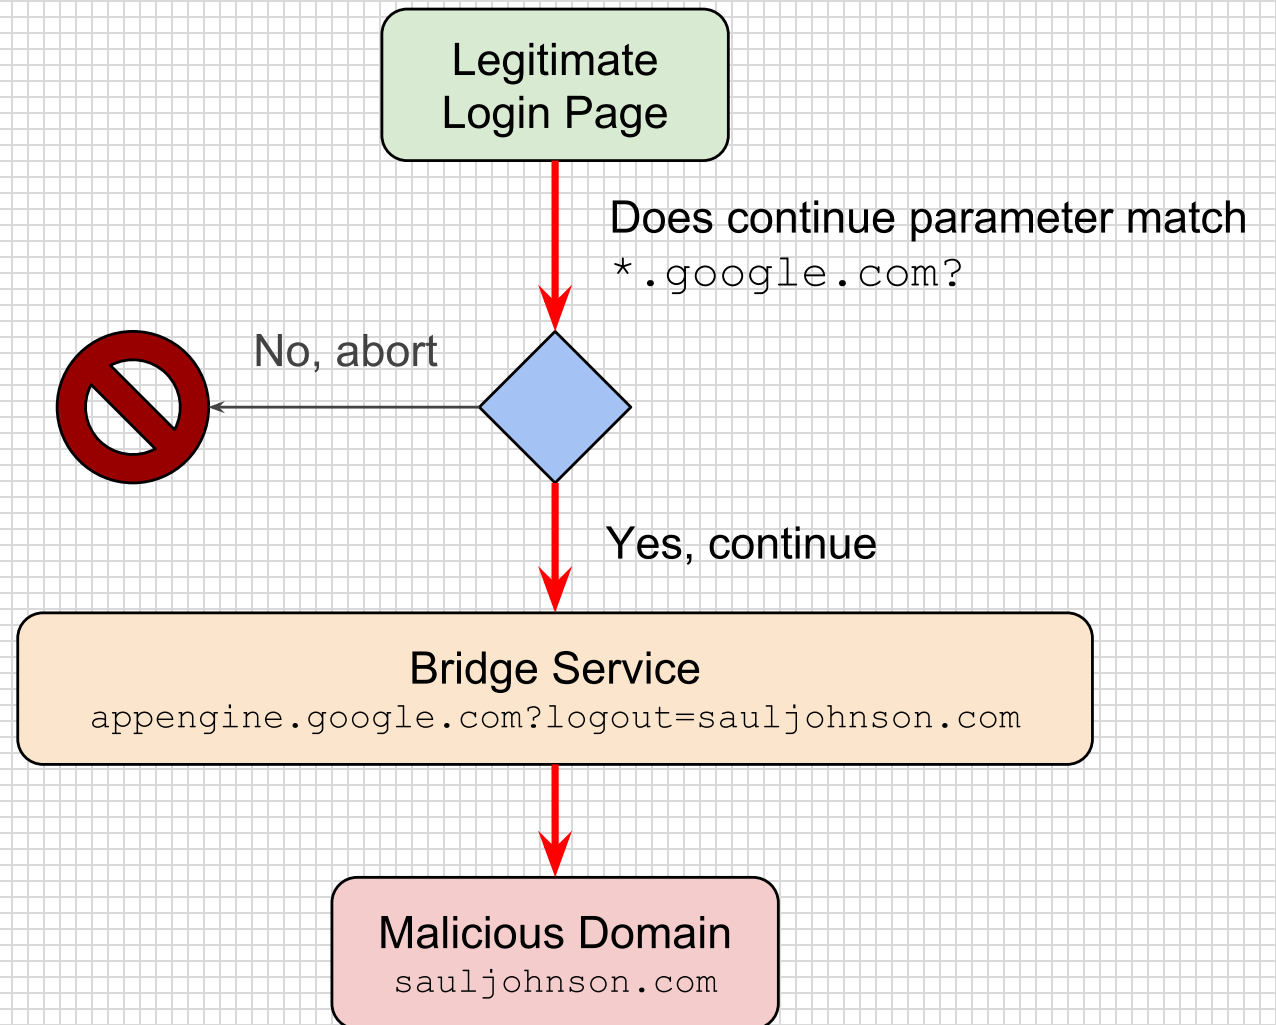 Legitimate
Login Page
Does continue parameter match
*.google.com?
No, abort
Yes, continue
Bridge Service
appengine.google.com?logout=sauljohnson.com
Malicious Domain
sauljohnson.com